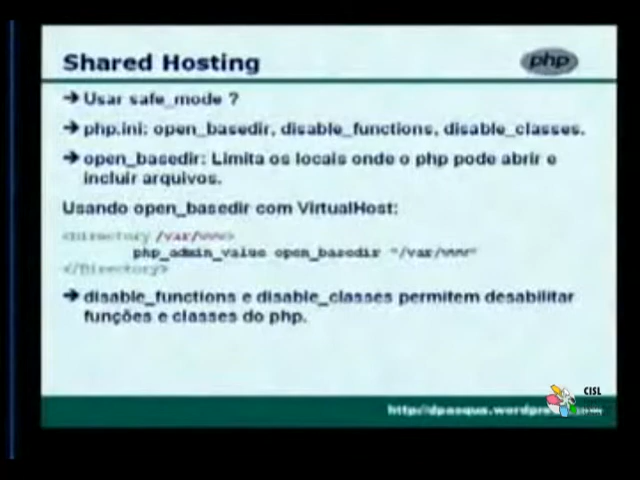 Shared Hosting
php
→ Usar safe_mode ?
→ php.ini: open_basedir, disable_functions, disable_classes.
→ open_basedir: Limita os locais onde o php pode abrir e
incluir arquivos.
Usando open_basedir com VirtualHost:
<Directory /var/www>
php_admin_value open_basedir "/var/www"
</Directory>
→ disable_functions e disable_classes permitem desabilitar
funções e classes do php.
CISL